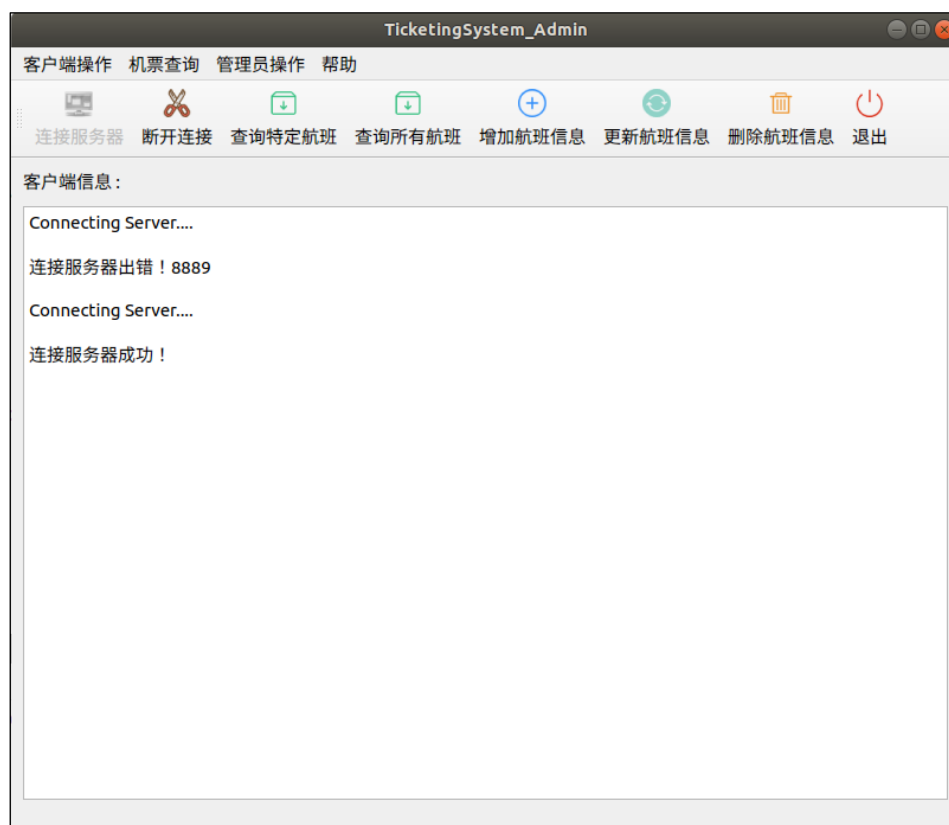 TicketingSystem_Admin
客户端操作 机票查询 管理员操作 帮助
连接服务器 断开连接 查询特定航班 查询所有航班 增加航班信息 更新航班信息 删除航班信息 退出
客户端信息：
Connecting Server....
连接服务器出错！8889
Connecting Server....
连接服务器成功！